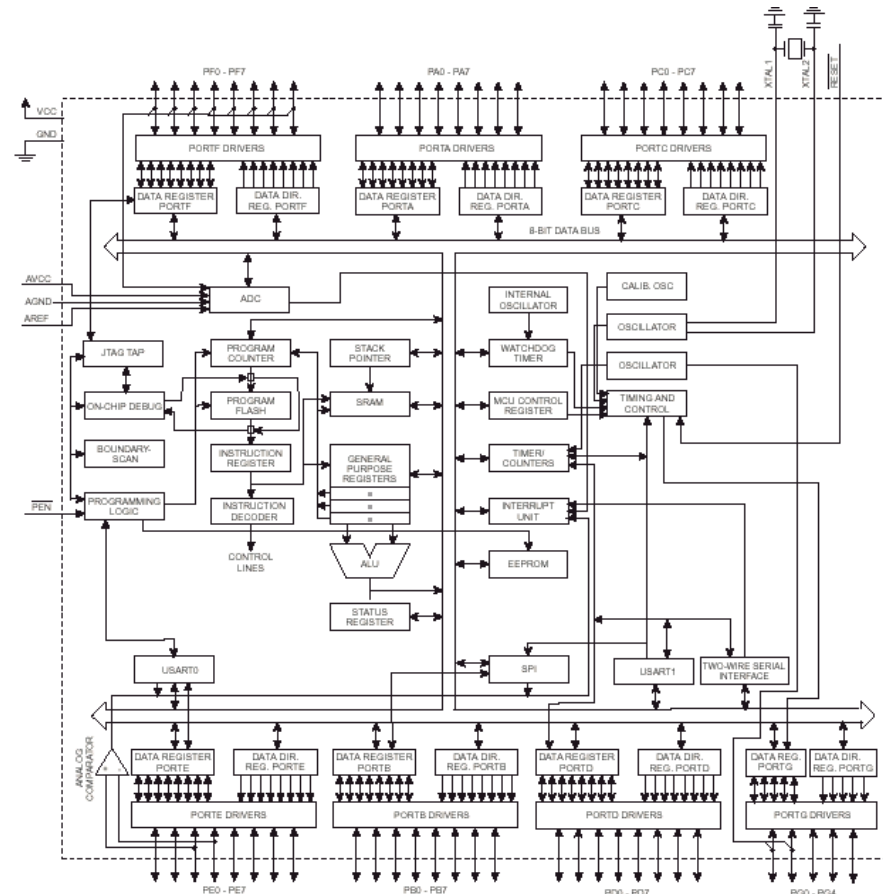 XTAL1
XTAL2
RESET
PF0 - PF7
PA0 - PA7
PC0 - PC7
VCC
GND
PORTF DRIVERS
PORTA DRIVERS
PORTC DRIVERS
DATA REGISTER
PORTF
DATA DIR.
REG. PORTF
DATA REGISTER
PORTA
DATA DIR.
REG. PORTA
DATA REGISTER
PORTC
DATA DIR.
REG. PORTC
8-BIT DATA BUS
AVCC
AGND
AREF
ADC
INTERNAL
OSCILLATOR
CALIB. OSC
OSCILLATOR
JTAG TAP
PROGRAM
COUNTER
STACK
POINTER
WATCHDOG
TIMER
OSCILLATOR
ON-CHIP DEBUG
PROGRAM
FLASH
SRAM
MCU CONTROL
REGISTER
TIMING AND
CONTROL
BOUNDARY-
SCAN
INSTRUCTION
REGISTER
GENERAL
PURPOSE
REGISTERS
TIMER/
COUNTERS
PEN
PROGRAMMING
LOGIC
INSTRUCTION
DECODER
INTERRUPT
UNIT
CONTROL
LINES
ALU
EEPROM
STATUS
REGISTER
USART0
SPI
USART1
TWO-WIRE SERIAL
INTERFACE
ANALOG
COMPARATOR
DATA REGISTER
PORTE
DATA DIR.
REG. PORTE
DATA REGISTER
PORTB
DATA DIR.
REG. PORTB
DATA REGISTER
PORTD
DATA DIR.
REG. PORTD
DATA REG.
PORTG
DATA DIR.
REG. PORTG
PORTE DRIVERS
PORTB DRIVERS
PORTD DRIVERS
PORTG DRIVERS
PE0 - PE7
PB0 - PB7
PD0 - PD7
PG0 - PG4